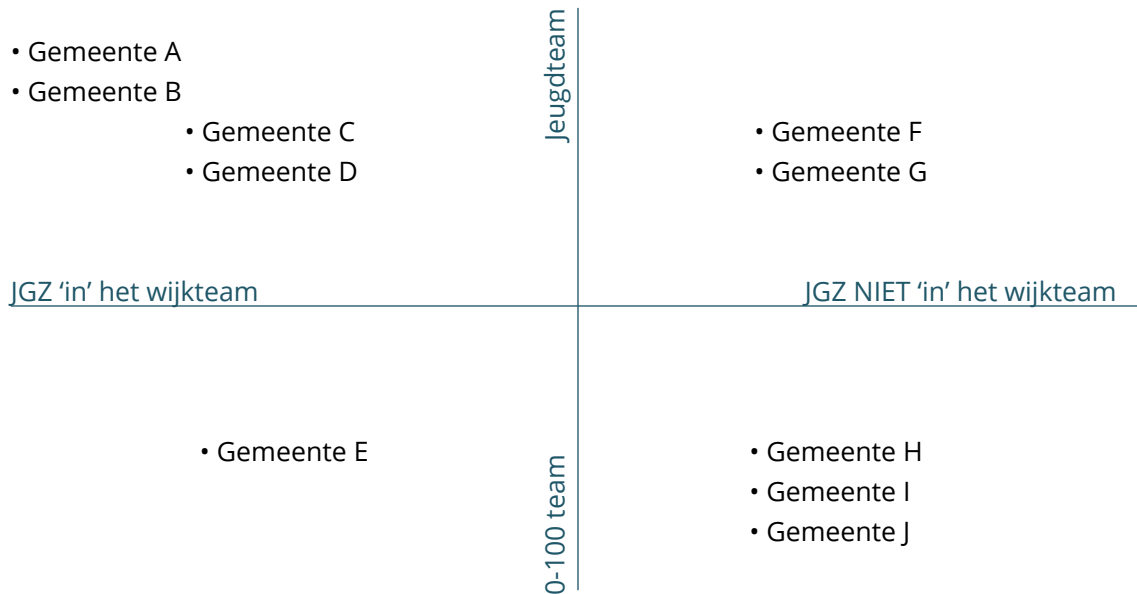 Jeugdteam
• Gemeente A
• Gemeente B
• Gemeente C
• Gemeente D
• Gemeente F
• Gemeente G
JGZ ‘in’ het wijkteam
JGZ NIET ‘in’ het wijkteam
• Gemeente E
• Gemeente H
• Gemeente I
• Gemeente J
0-100 team